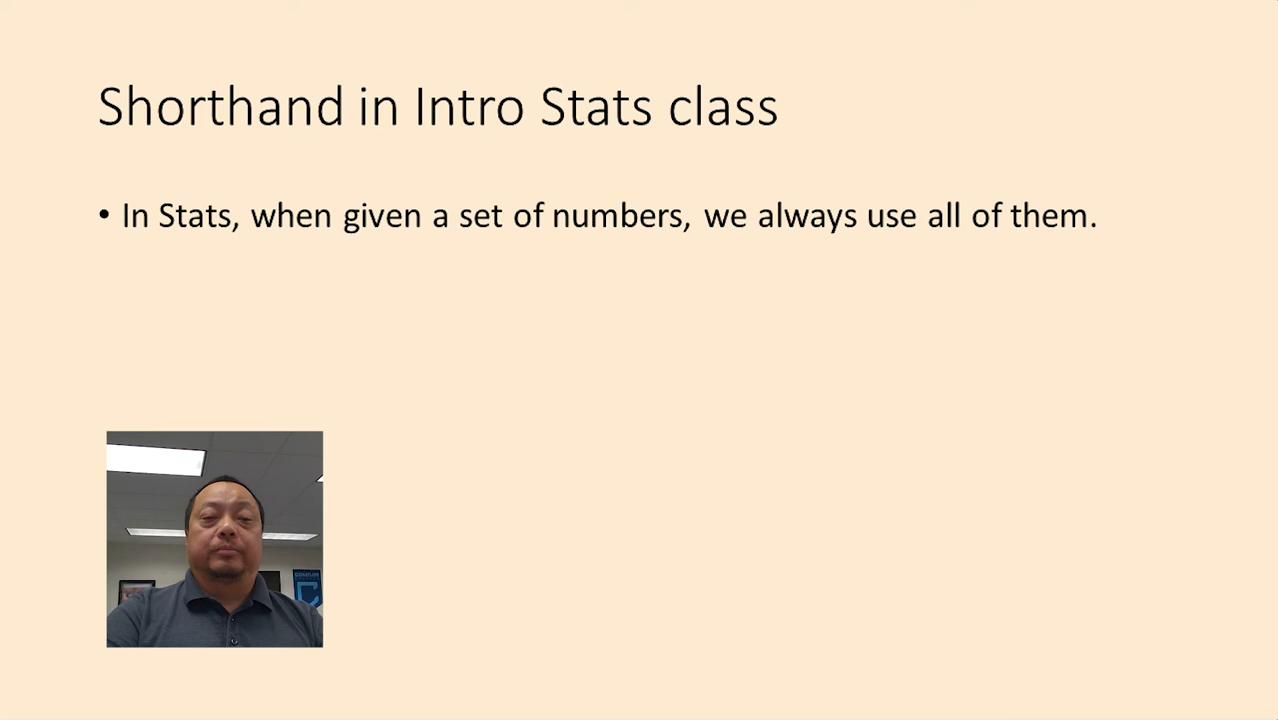 Shorthand in Intro Stats class
• In Stats, when given a set of numbers, we always use all of them.